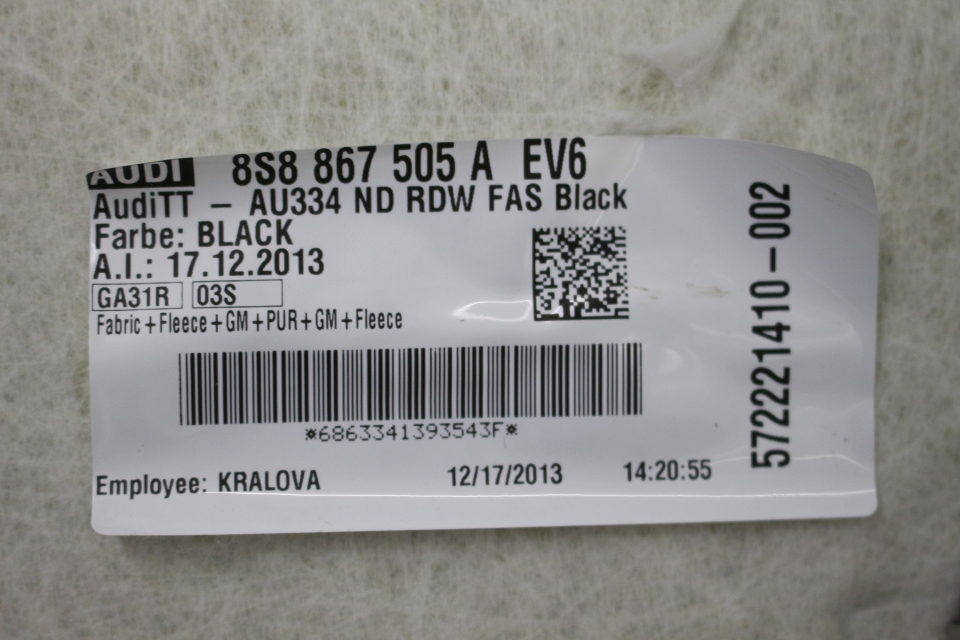 AUDI 8S8 867 505 A EV6
AudiTT – AU334 ND RDW FAS Black
Farbe: BLACK
A.I.: 17.12.2013
GA31R 03S
Fabric+Fleece+GM+PUR+GM+Fleece
*6863341393543F*
Employee: KRALOVA 12/17/2013 14:20:55
572221410–002